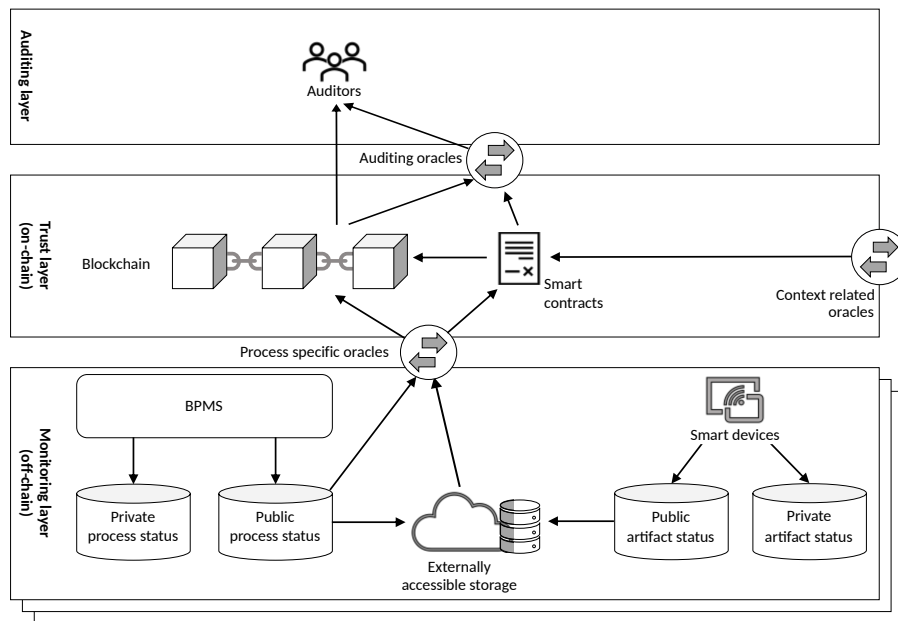 Auditing layer
Auditors
Auditing oracles
Trust layer
(on-chain)
Blockchain
Smart
contracts
Context related
oracles
Process specific oracles
Monitoring layer
(off-chain)
BPMS
Smart devices
Private
process status
Public
process status
Public
artifact status
Private
artifact status
Externally
accessible storage